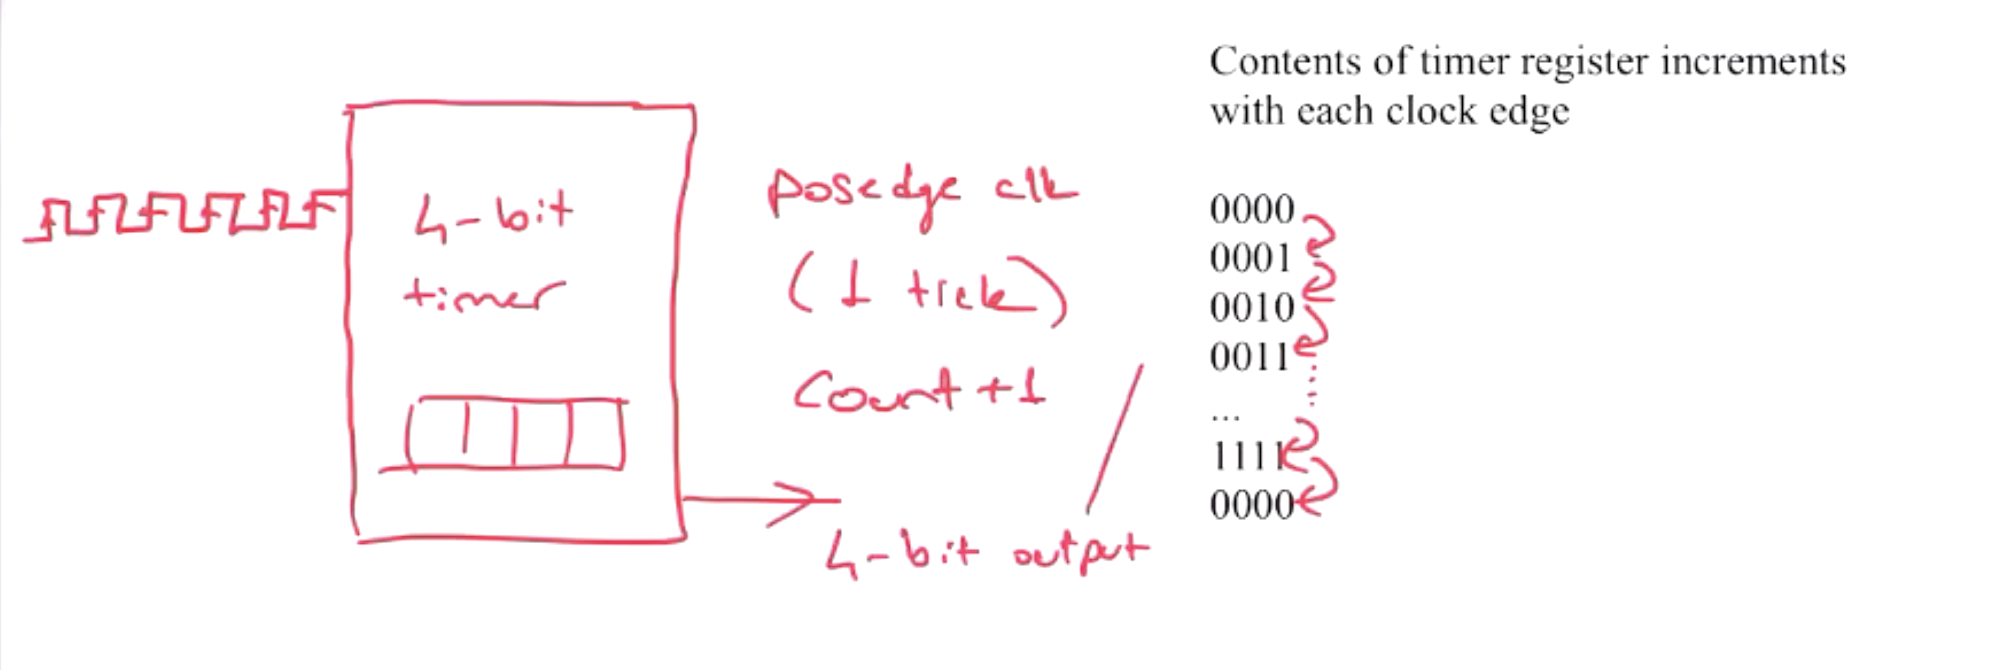 Contents of timer register increments
with each clock edge
4-bit
timer
posedge clk
(1 tick)
Count +1
4-bit output
0000
0001
0010
0011
...
1111
0000